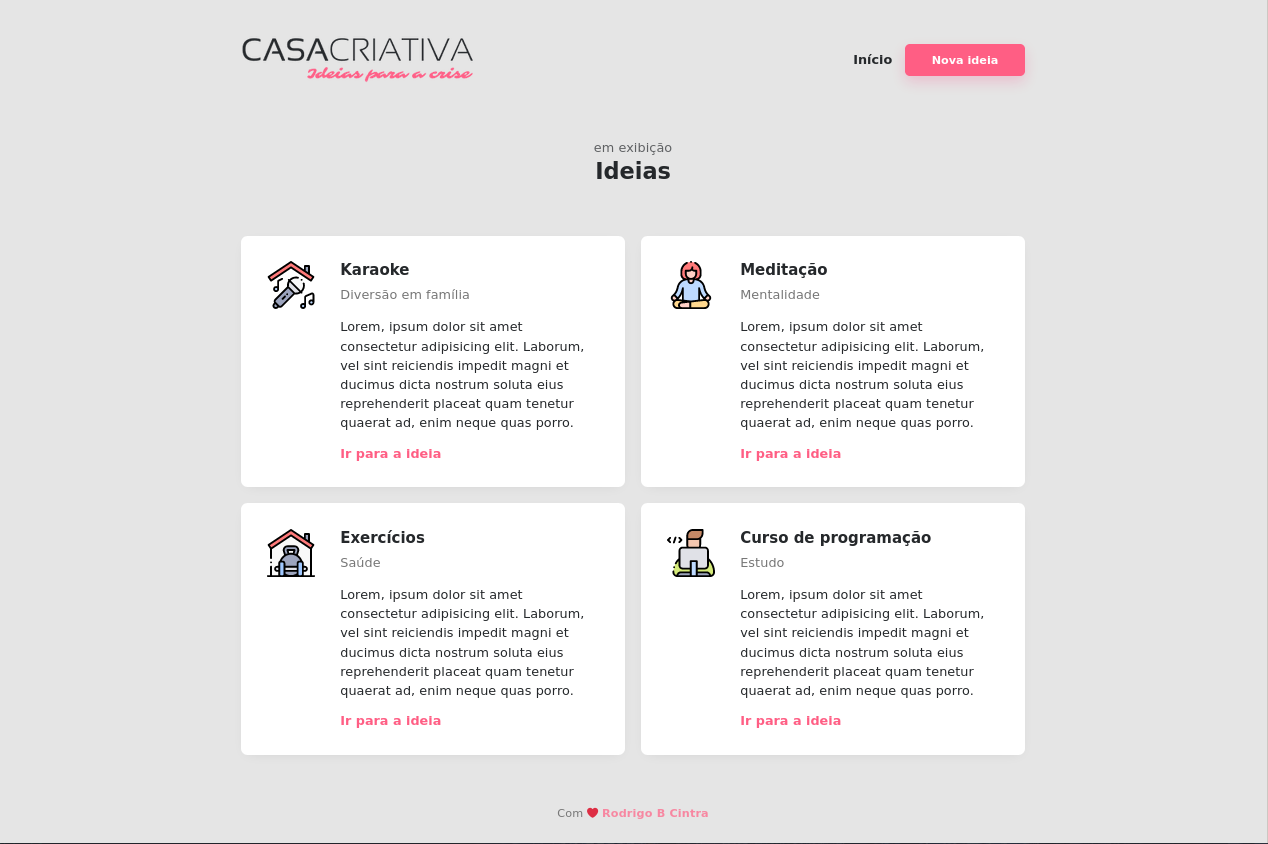 CASACRIATIVA
Ideias para a crise
Início
Nova ideia
em exibição
Ideias
Karaoke
Diversão em família
Lorem, ipsum dolor sit amet
consectetur adipisicing elit. Laborum,
vel sint reiciendis impedit magni et
ducimus dicta nostrum soluta eius
reprehenderit placeat quam tenetur
quaerat ad, enim neque quas porro.
Ir para a ideia
Meditação
Mentalidade
Lorem, ipsum dolor sit amet
consectetur adipisicing elit. Laborum,
vel sint reiciendis impedit magni et
ducimus dicta nostrum soluta eius
reprehenderit placeat quam tenetur
quaerat ad, enim neque quas porro.
Ir para a ideia
Exercícios
Saúde
Lorem, ipsum dolor sit amet
consectetur adipisicing elit. Laborum,
vel sint reiciendis impedit magni et
ducimus dicta nostrum soluta eius
reprehenderit placeat quam tenetur
quaerat ad, enim neque quas porro.
Ir para a ideia
Curso de programação
Estudo
Lorem, ipsum dolor sit amet
consectetur adipisicing elit. Laborum,
vel sint reiciendis impedit magni et
ducimus dicta nostrum soluta eius
reprehenderit placeat quam tenetur
quaerat ad, enim neque quas porro.
Ir para a ideia
Com ❤ Rodrigo B Cintra